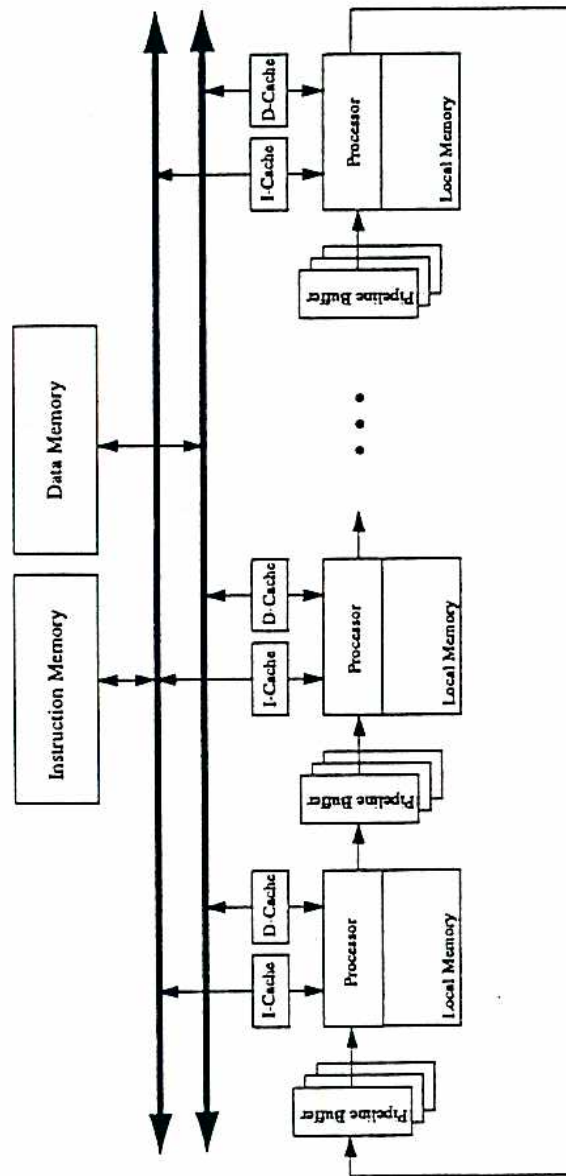 Instruction Memory
Data Memory
I-Cache
D-Cache
I-Cache
D-Cache
I-Cache
D-Cache
Pipeline Buffer
Processor
Local Memory
Pipeline Buffer
Processor
Local Memory
Pipeline Buffer
Processor
Local Memory